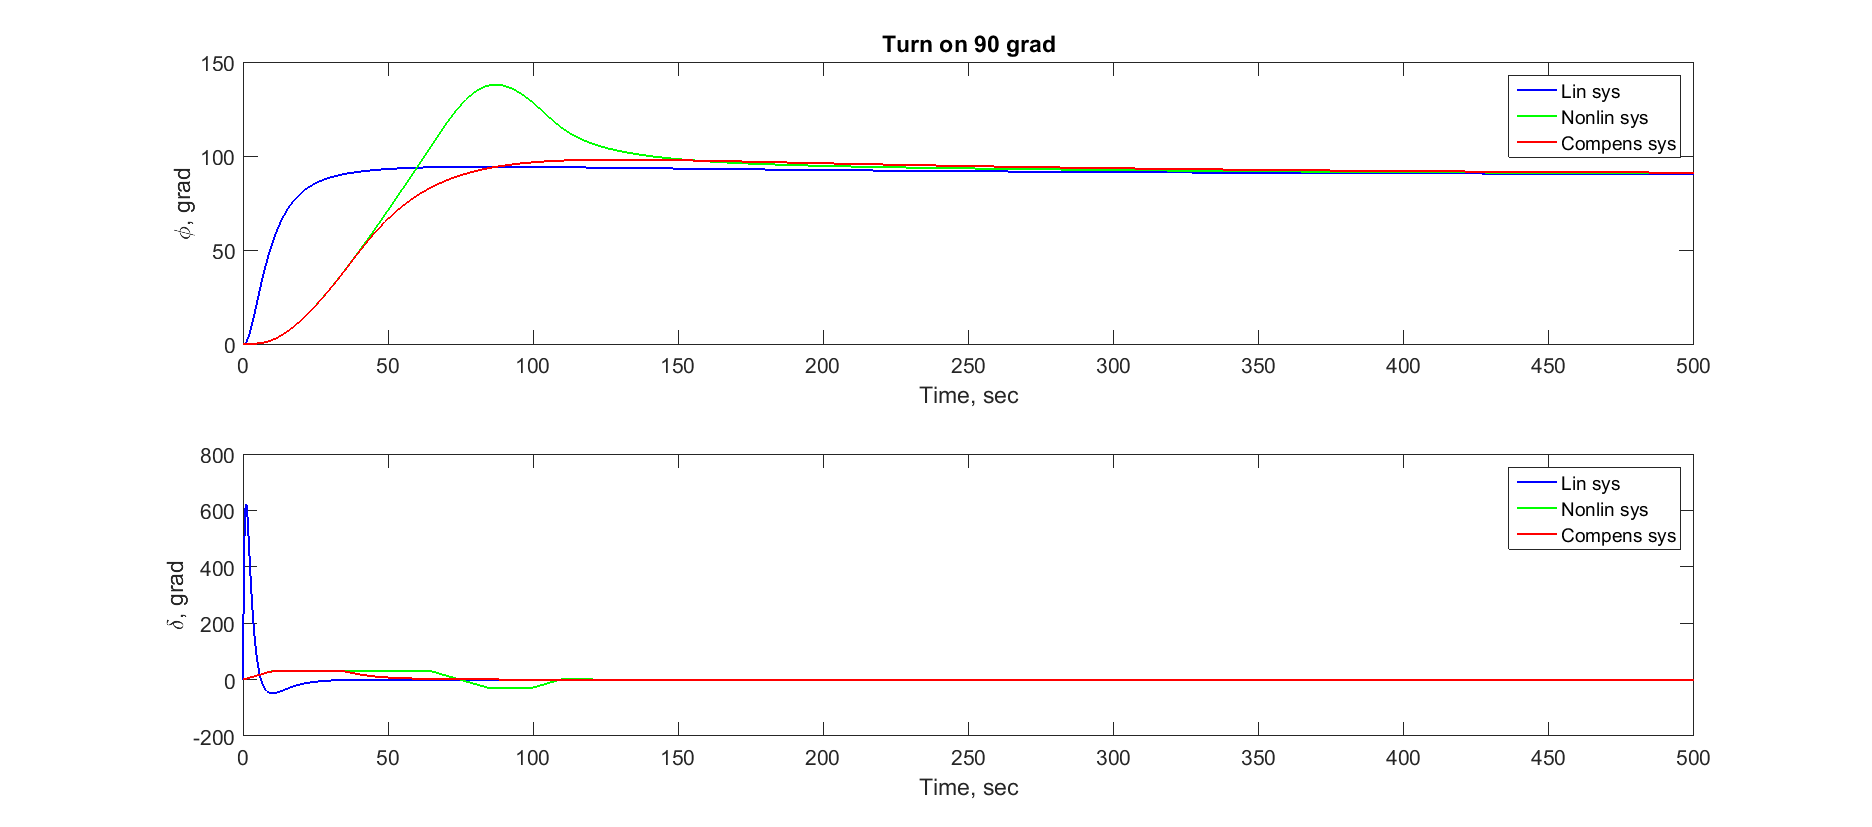 Turn on 90 grad
150
100
50
0
ϕ, grad
Lin sys
Nonlin sys
Compens sys
0 50 100 150 200 250 300 350 400 450 500
Time, sec
800
600
400
200
0
-200
δ, grad
Lin sys
Nonlin sys
Compens sys
0 50 100 150 200 250 300 350 400 450 500
Time, sec